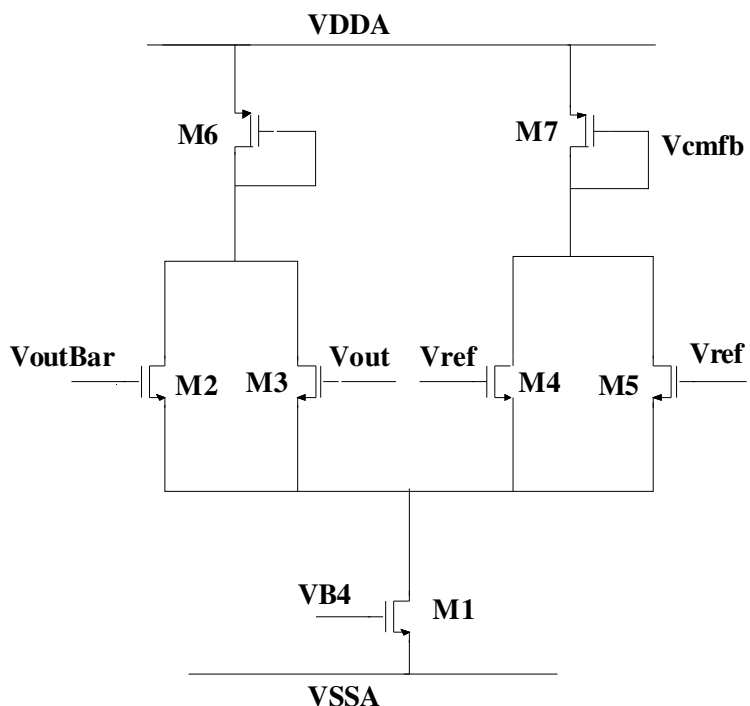 VDDA
M6
M7
Vcmfb
VoutBar
M2
M3
Vout
Vref
M4
M5
Vref
VB4
M1
VSSA